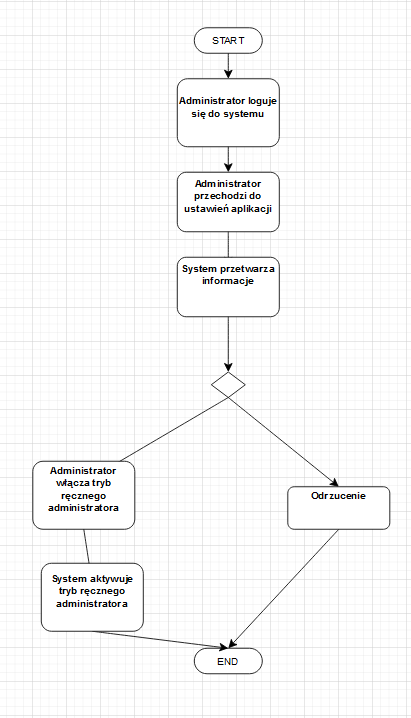 START
Administrator loguje
się do systemu
Administrator
przechodzi do
ustawień aplikacji
System przetwarza
informacje
Administrator
włącza tryb
ręcznego
administratora
Odrzucenie
System aktywuje
tryb ręcznego
administratora
END